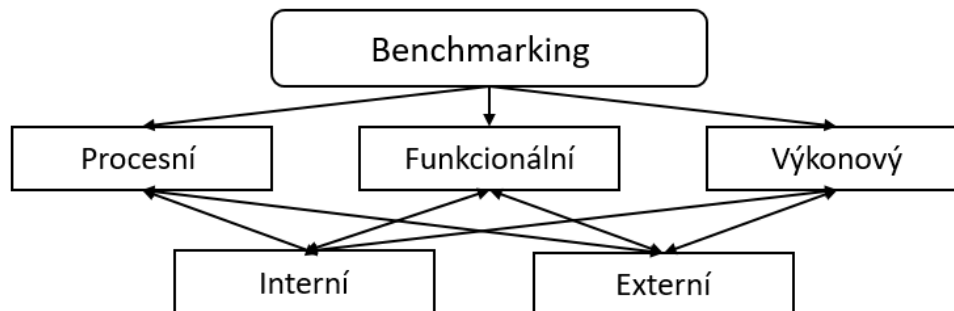 Benchmarking
Procesní
Funkcionální
Výkonový
Interní
Externí